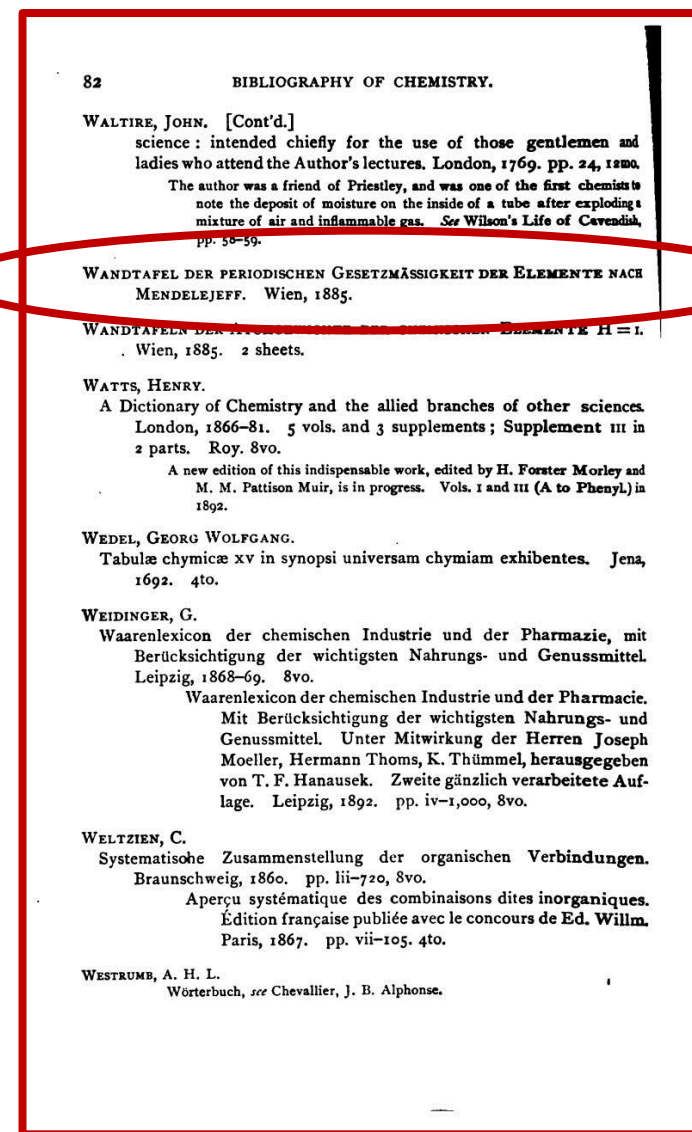 82 BIBLIOGRAPHY OF CHEMISTRY.
WALTIRE, JOHN. [Cont'd.]
science : intended chiefly for the use of those gentlemen and
ladies who attend the Author's lectures. London, 1769. pp. 24, 12mo.
The author was a friend of Priestley, and was one of the first chemists to
note the deposit of moisture on the inside of a tube after exploding a
mixture of air and inflammable gas. See Wilson's Life of Cavendish,
pp. 58-59.
WANDTAFEL DER PERIODISCHEN GESETZMÄSSIGKEIT DER ELEMENTE NACH
MENDELEJEFF. Wien, 1885.
WANDTAFELN DER ELEMENTE H = 1.
Wien, 1885. 2 sheets.
WATTS, HENRY.
A Dictionary of Chemistry and the allied branches of other sciences.
London, 1866–81. 5 vols. and 3 supplements ; Supplement III in
2 parts. Roy. 8vo.
A new edition of this indispensable work, edited by H. Forster Morley and
M. M. Pattison Muir, is in progress. Vols. I and III (A to Phenyl.) in
1892.
WEDEL, GEORG WOLFGANG.
Tabulæ chymicæ XV in synopsi universam chymiam exhibentes. Jena,
1692. 4to.
WEIDINGER, G.
Waarenlexicon der chemischen Industrie und der Pharmazie, mit
Berücksichtigung der wichtigsten Nahrungs- und Genussmittel.
Leipzig, 1868–69. 8vo.
Waarenlexicon der chemischen Industrie und der Pharmacie.
Mit Berücksichtigung der wichtigsten Nahrungs- und
Genussmittel. Unter Mitwirkung der Herren Joseph
Moeller, Hermann Thoms, K. Thümmel, herausgegeben
von T. F. Hanausek. Zweite gänzlich verarbeitete Auf-
lage. Leipzig, 1892. pp. iv–1,000, 8vo.
WELTZIEN, C.
Systematische Zusammenstellung der organischen Verbindungen.
Braunschweig, 1860. pp. lii–720, 8vo.
Aperçu systématique des combinaisons dites inorganiques.
Édition française publiée avec le concours de Ed. Willm.
Paris, 1867. pp. vii–105. 4to.
WESTRUMB, A. H. L.
Wörterbuch, see Chevallier, J. B. Alphonse.